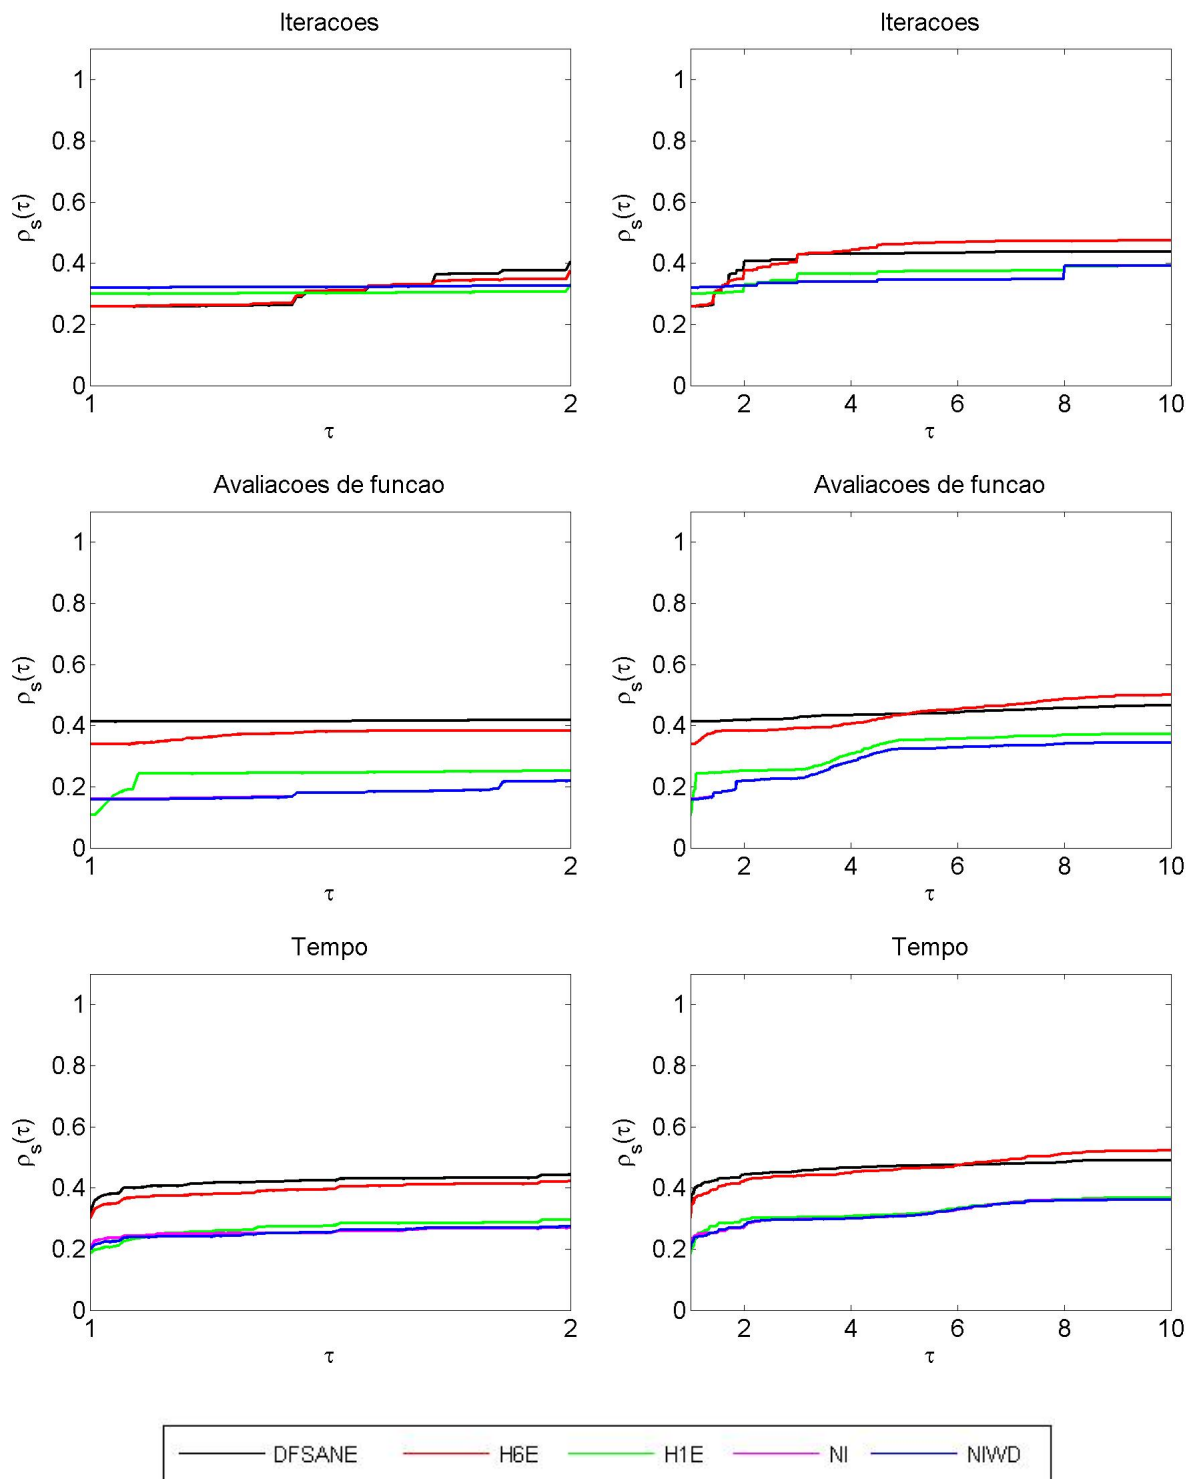 Iteracoes
1
0.8
0.6
0.4
0.2
0
ρs(τ)
1
2
τ
Iteracoes
1
0.8
0.6
0.4
0.2
0
ρs(τ)
2
4
6
8
10
τ
Avaliacoes de funcao
1
0.8
0.6
0.4
0.2
0
ρs(τ)
1
2
τ
Avaliacoes de funcao
1
0.8
0.6
0.4
0.2
0
ρs(τ)
2
4
6
8
10
τ
Tempo
1
0.8
0.6
0.4
0.2
0
ρs(τ)
1
2
τ
Tempo
1
0.8
0.6
0.4
0.2
0
ρs(τ)
2
4
6
8
10
τ
DFSANE
H6E
H1E
NI
NIWD